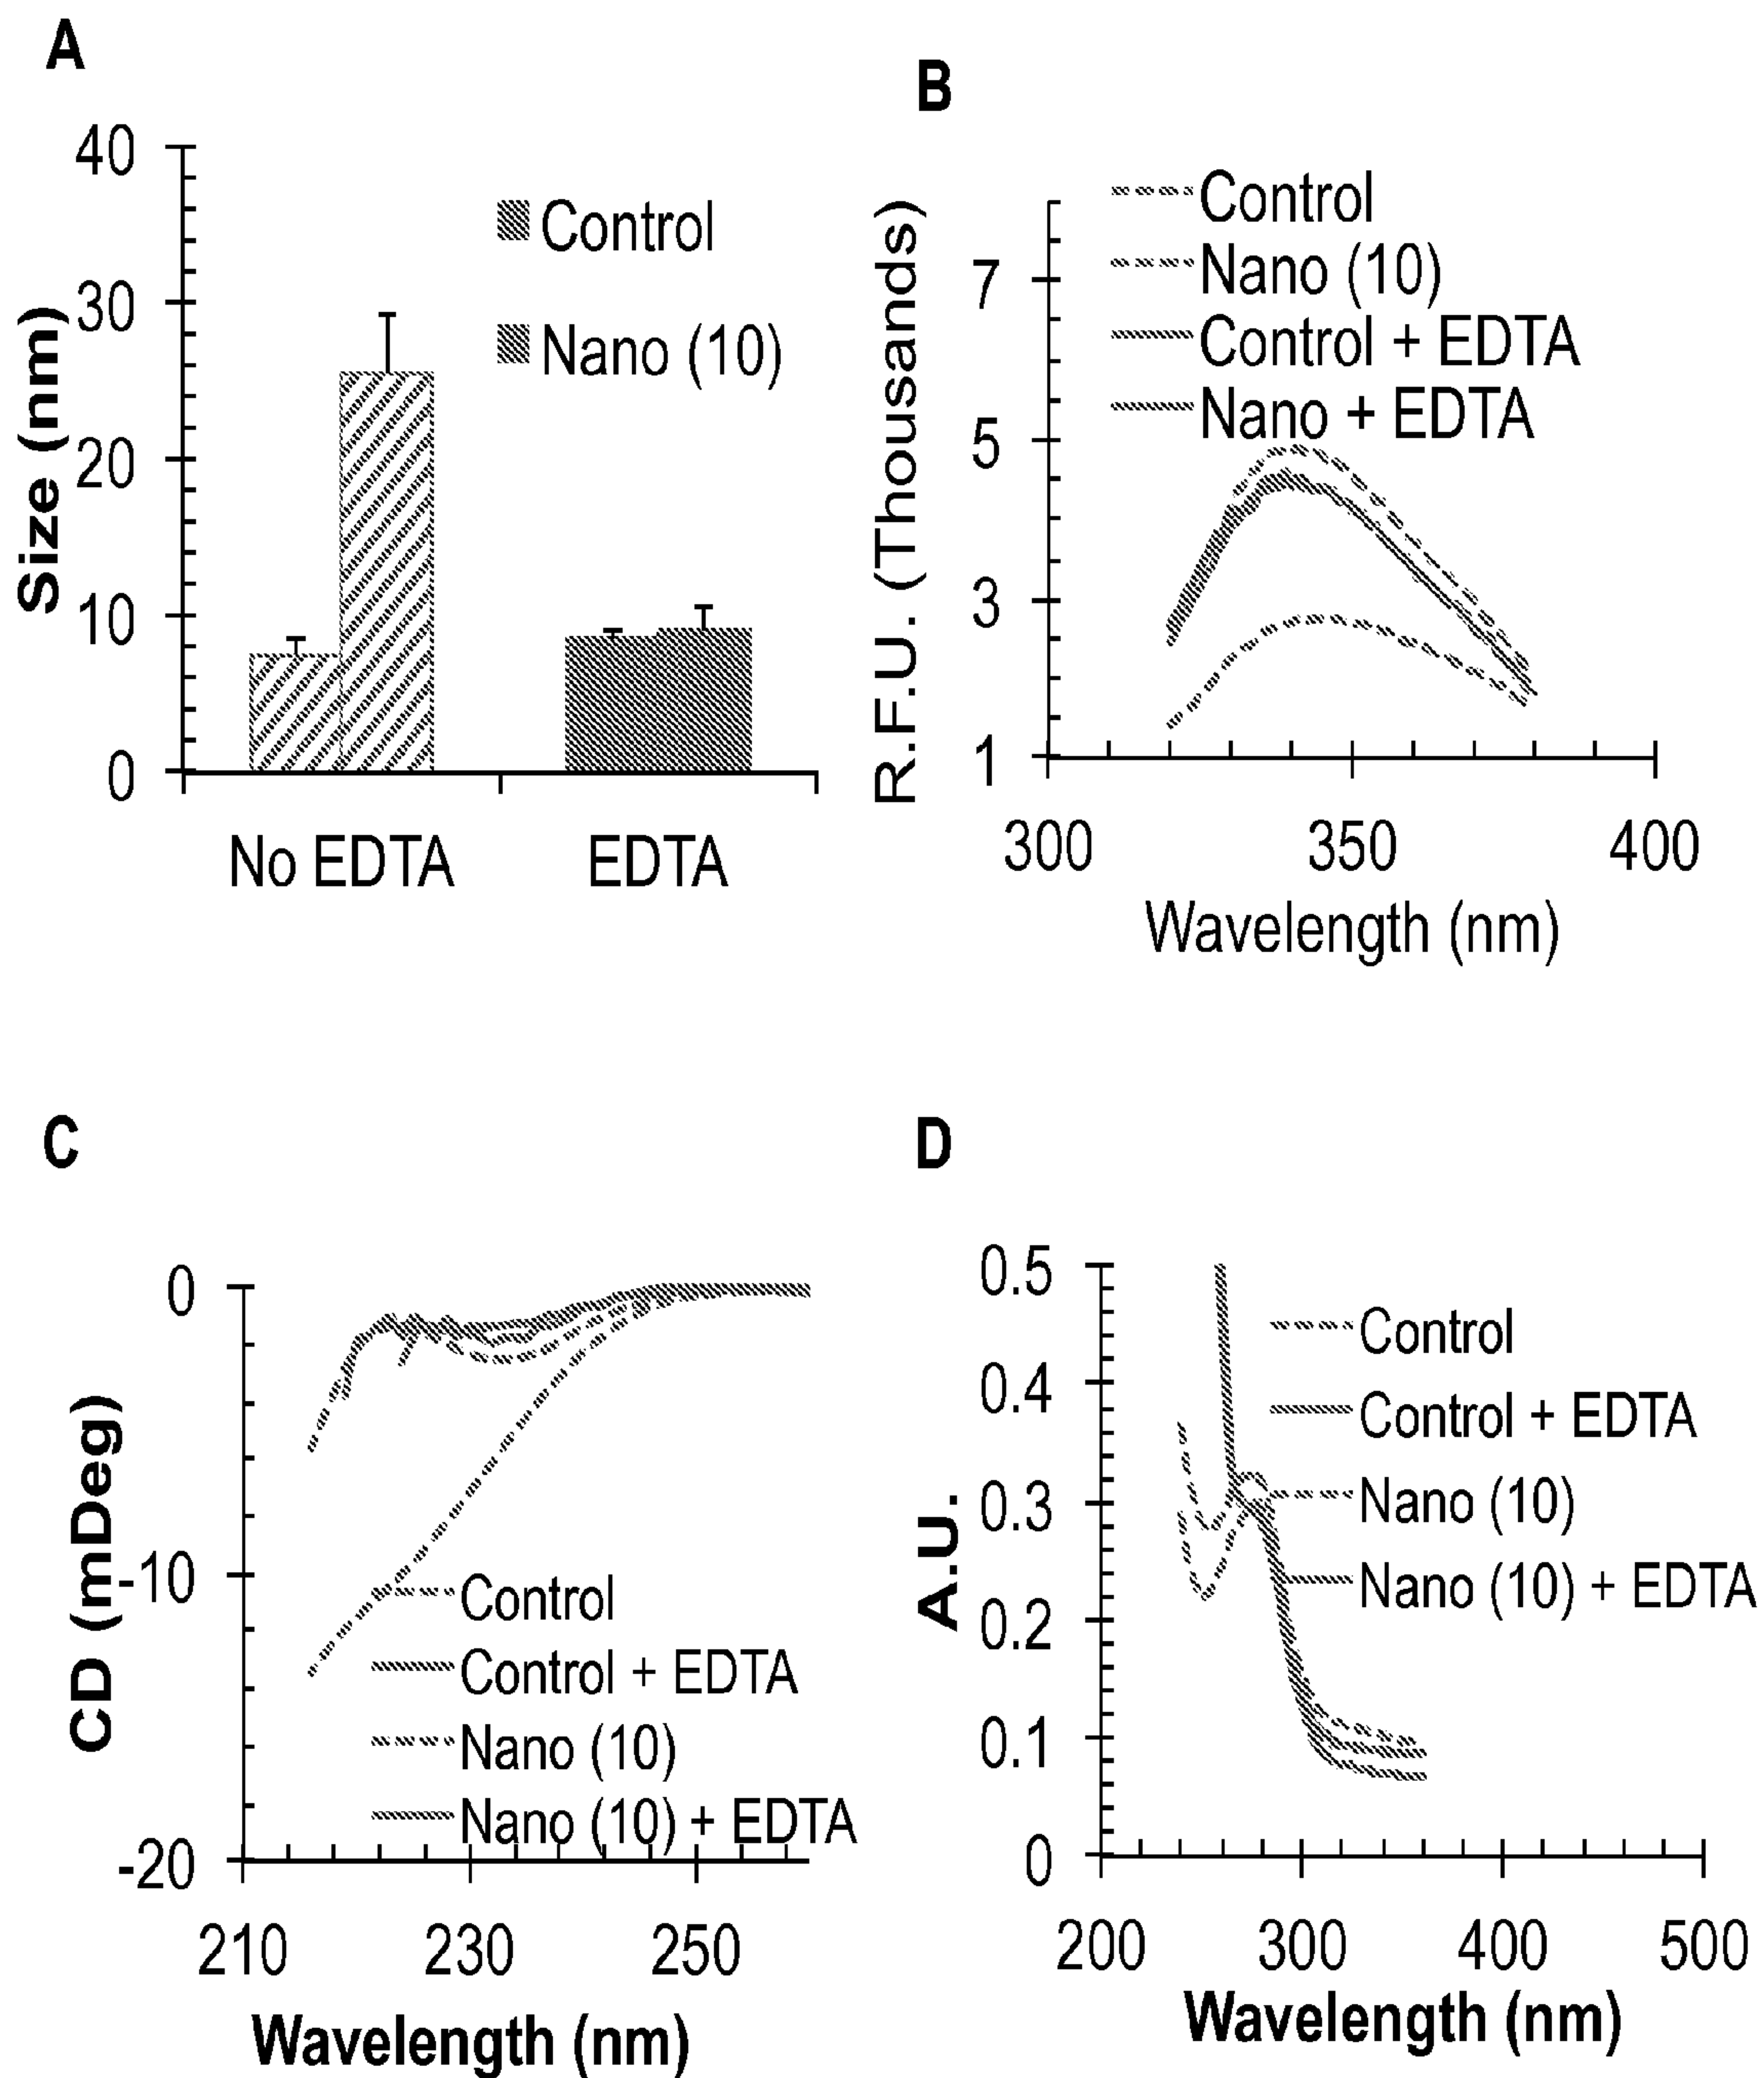 A
40
30
20
10
0
Size (nm)
Control
Nano (10)
No EDTA
EDTA
B
R.F.U. (Thousands)
7
5
3
1
Control
Nano (10)
Control + EDTA
Nano + EDTA
300
350
400
Wavelength (nm)
C
0
-10
-20
CD (mDeg)
Control
Control + EDTA
Nano (10)
Nano (10) + EDTA
210
230
250
Wavelength (nm)
D
0.5
0.4
0.3
0.2
0.1
0
A.U.
Control
Control + EDTA
Nano (10)
Nano (10) + EDTA
200
300
400
500
Wavelength (nm)